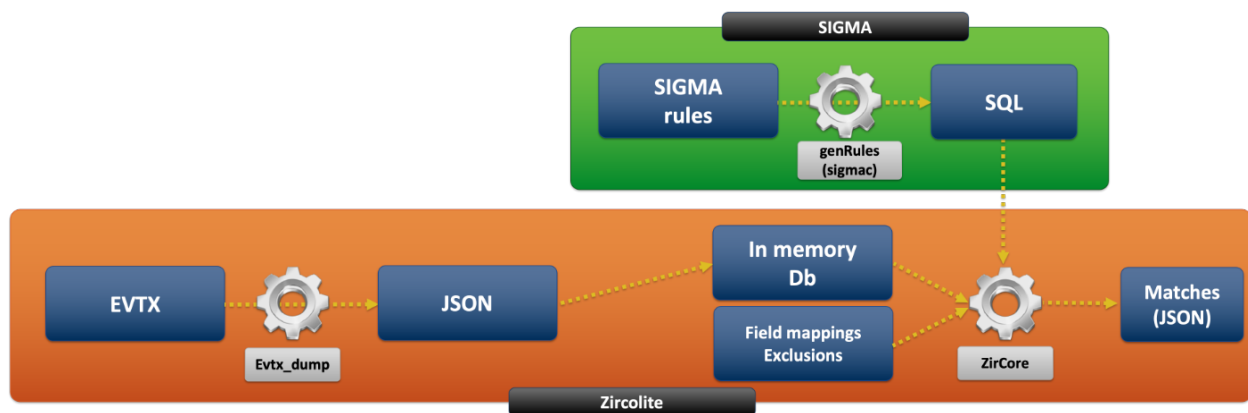 SIGMA
SIGMA
rules
SQL
genRules
(sigmac)
EVTX
Evtx_dump
JSON
In memory
Db
Field mappings
Exclusions
ZirCore
Matches
(JSON)
Zircolite